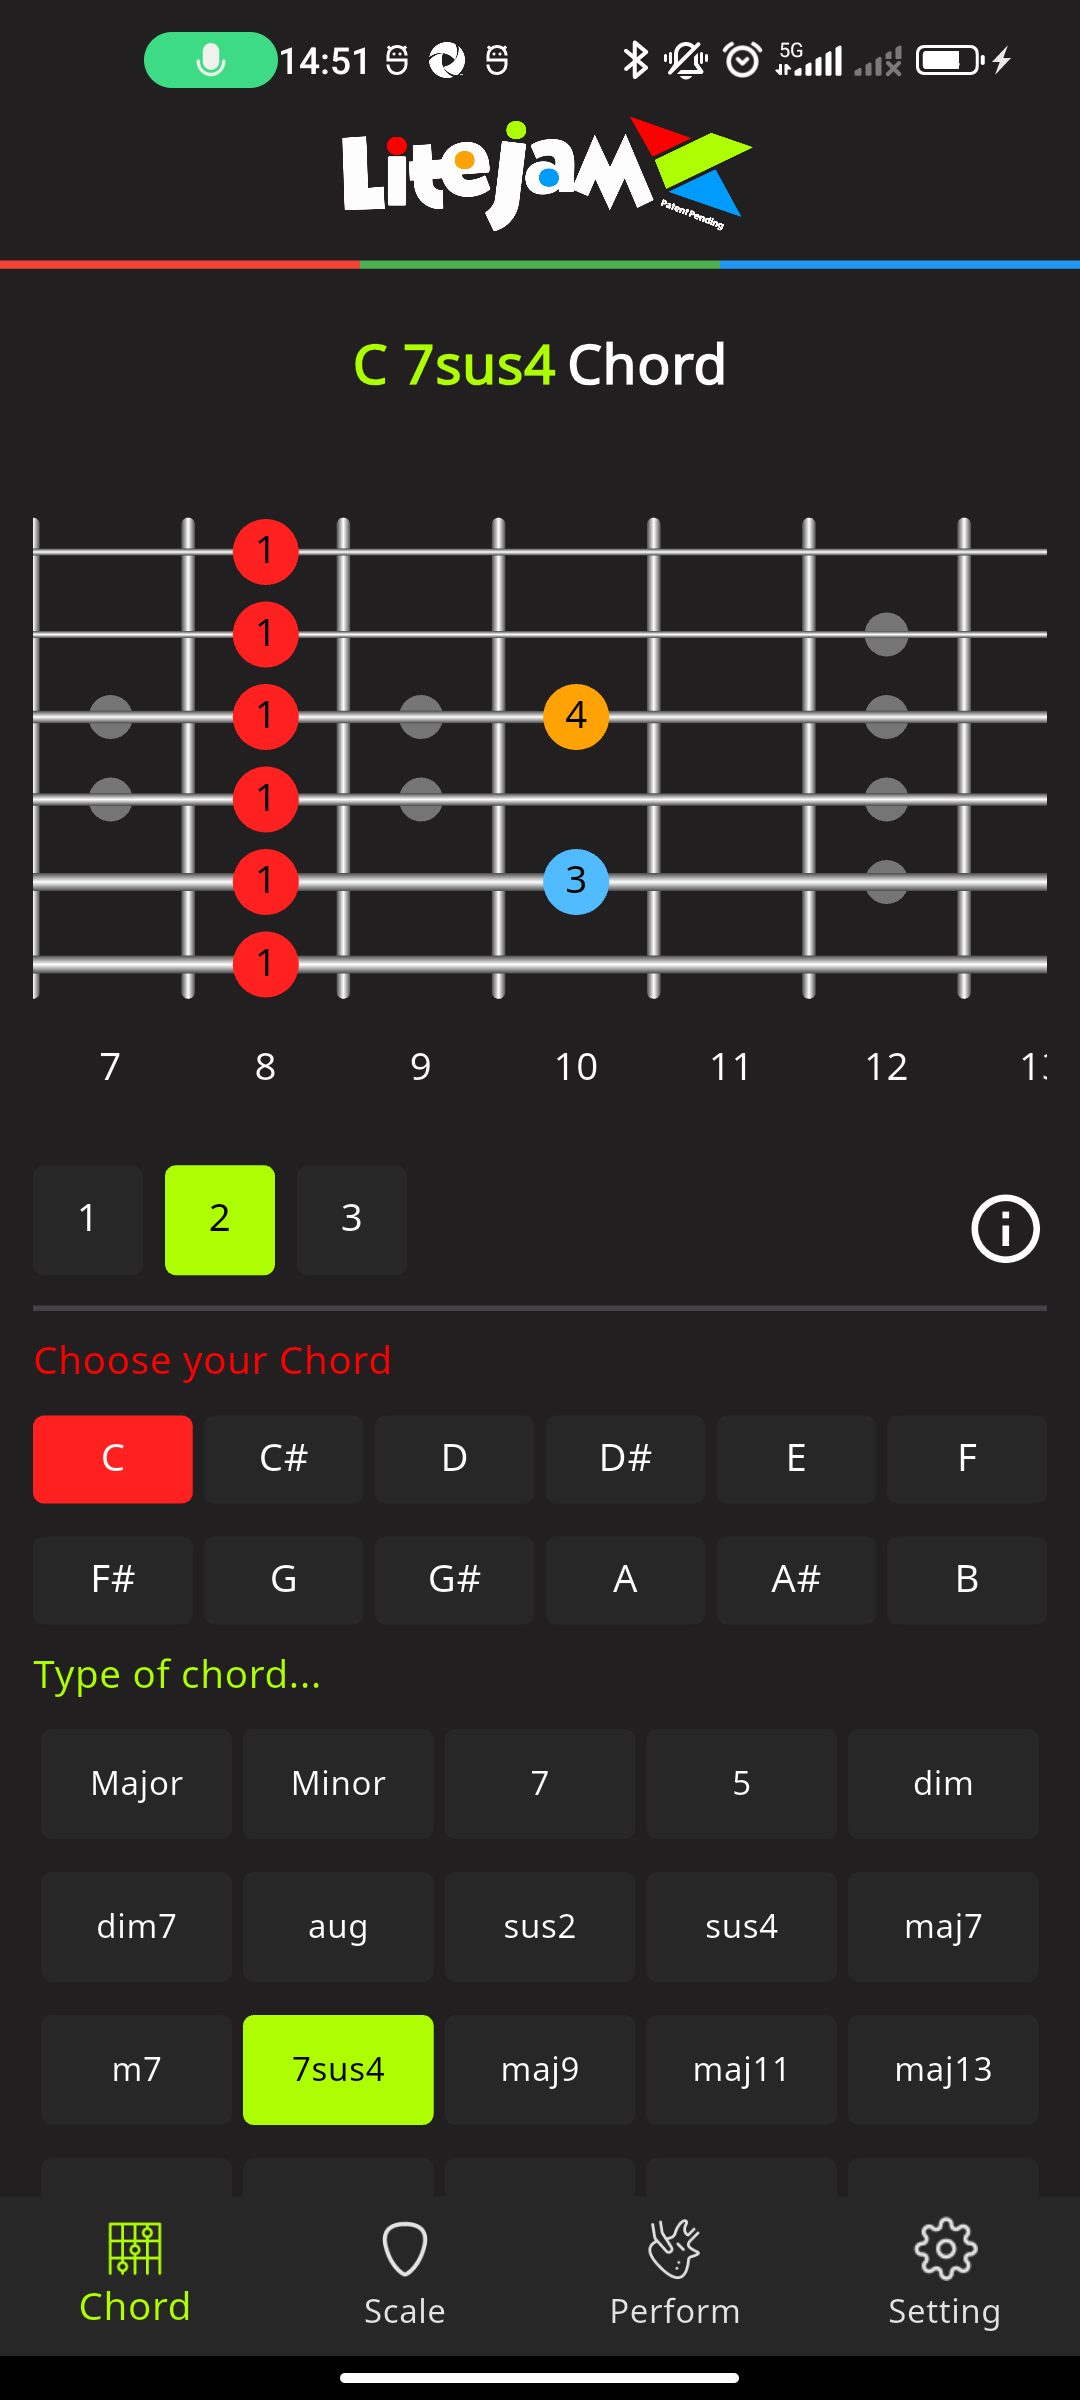 14:51 5G
LitejaM
Patent Pending
C 7sus4 Chord
1
1
1 4
1
1 3
1
7 8 9 10 11 12
1 2 3
Choose your Chord
C C# D D# E F
F# G G# A A# B
Type of chord...
Major Minor 7 5 dim
dim7 aug sus2 sus4 maj7
m7 7sus4 maj9 maj11 maj13
Chord Scale Perform Setting